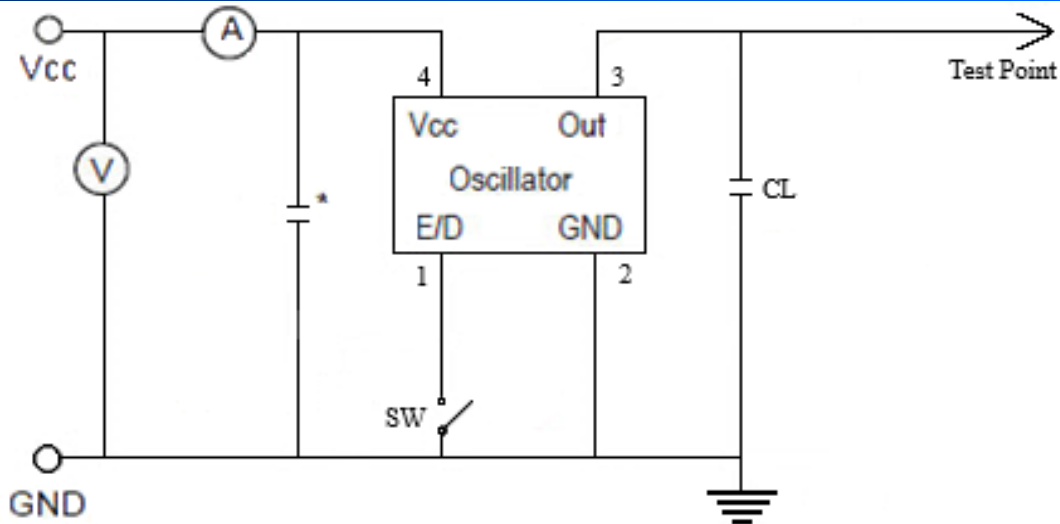 A
Vcc
4
3
Test Point
Vcc Out
V
Oscillator
*
CL
E/D GND
1
2
SW
GND